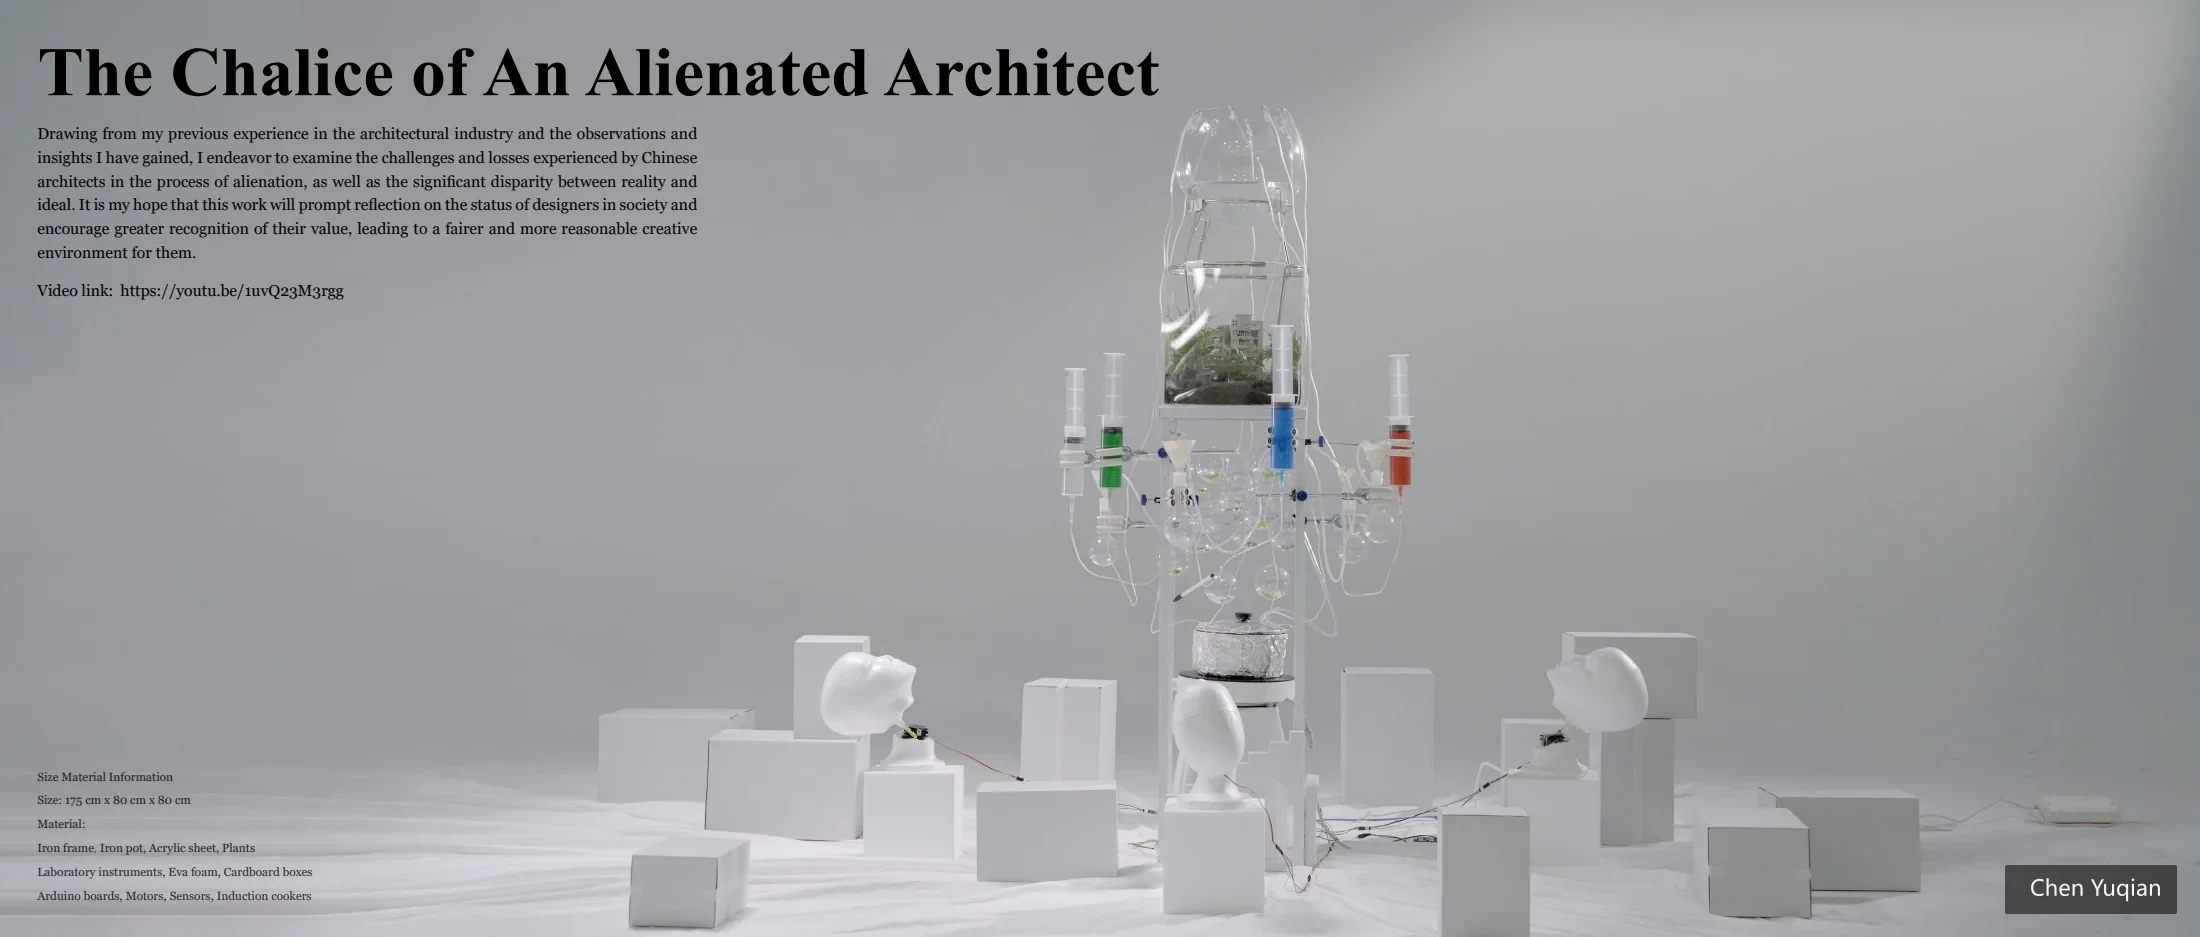 The Chalice of An Alienated Architect
Drawing from my previous experience in the architectural industry and the observations and
insights I have gained, I endeavor to examine the challenges and losses experienced by Chinese
architects in the process of alienation, as well as the significant disparity between reality and
ideal. It is my hope that this work will prompt reflection on the status of designers in society and
encourage greater recognition of their value, leading to a fairer and more reasonable creative
environment for them.
Video link: https://youtu.be/1uvQ23M3rgg
Size Material Information
Size: 175 cm x 80 cm x 80 cm
Material:
Iron frame, Iron pot, Acrylic sheet, Plants
Laboratory instruments, Eva foam, Cardboard boxes
Arduino boards, Motors, Sensors, Induction cookers
Chen Yuqian